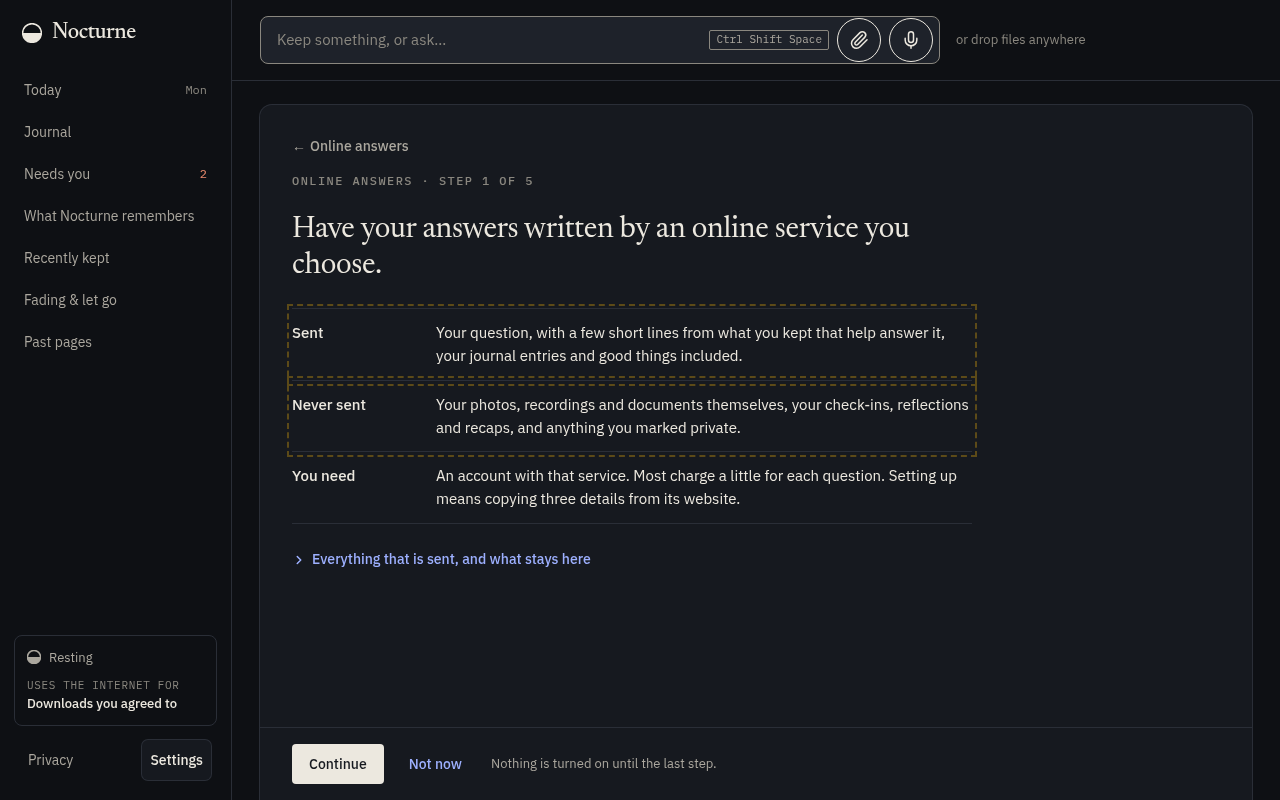 Nocturne
Keep something, or ask...
Ctrl Shift Space
or drop files anywhere
Today
Mon
Journal
Needs you
2
What Nocturne remembers
Recently kept
Fading & let go
Past pages
Resting
USES THE INTERNET FOR
Downloads you agreed to
Privacy
Settings
← Online answers
ONLINE ANSWERS · STEP 1 OF 5
Have your answers written by an online service you
choose.
Sent
Your question, with a few short lines from what you kept that help answer it,
your journal entries and good things included.
Never sent
Your photos, recordings and documents themselves, your check-ins, reflections
and recaps, and anything you marked private.
You need
An account with that service. Most charge a little for each question. Setting up
means copying three details from its website.
Everything that is sent, and what stays here
Continue
Not now
Nothing is turned on until the last step.